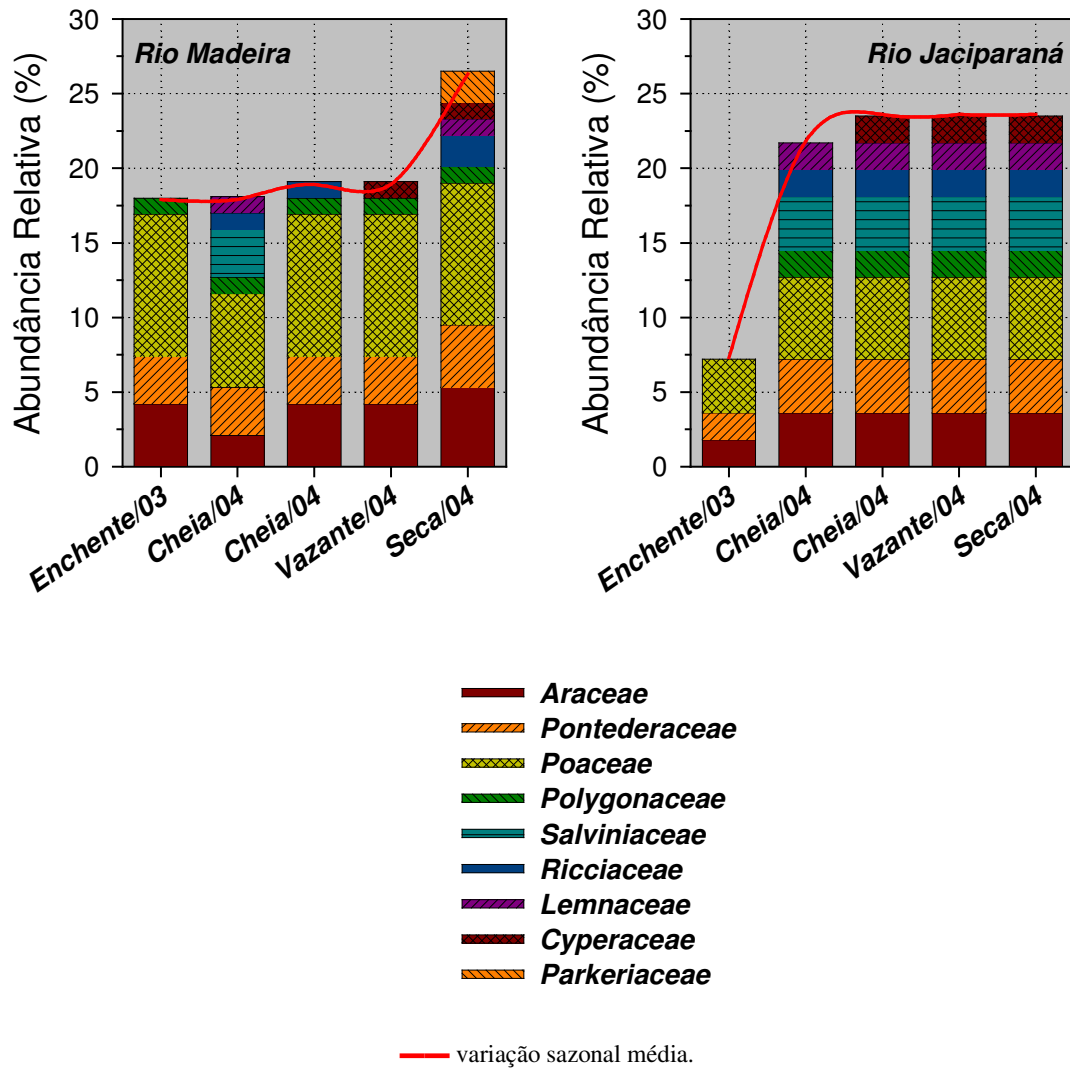 Abundância Relativa (%)
30
25
20
15
10
5
0
Rio Madeira
Enchente/03
Cheia/04
Cheia/04
Vazante/04
Seca/04
Abundância Relativa (%)
30
25
20
15
10
5
0
Rio Jaciparaná
Enchente/03
Cheia/04
Cheia/04
Vazante/04
Seca/04
Araceae
Pontederaceae
Poaceae
Polygonaceae
Salviniaceae
Ricciaceae
Lemnaceae
Cyperaceae
Parkeriaceae
variação sazonal média.